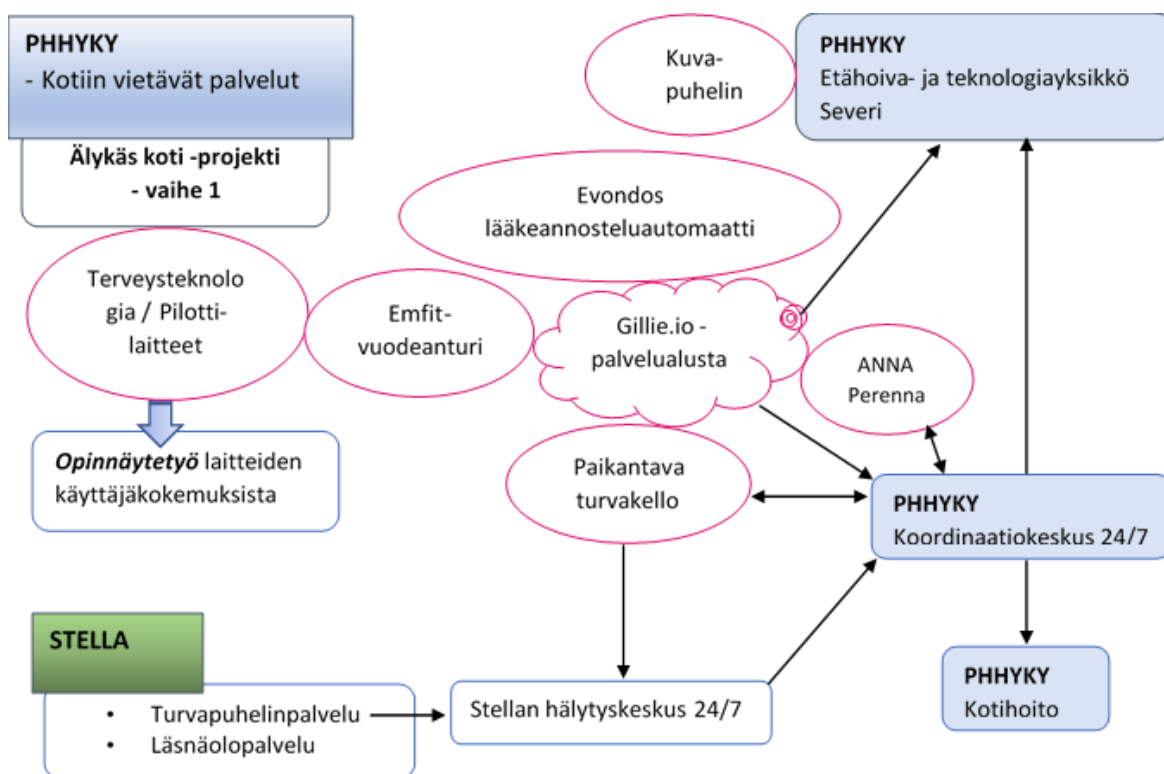 PHHYKY
- Kotiin vietävät palvelut
Älykäs koti -projekti
- vaihe 1
Terveysteknolo
gia / Pilotti-
laitteet
Opinnäytetyö laitteiden
käyttäjäkokemuksista
Kuva-
puhelin
PHHYKY
Etähoiva- ja teknologiayksikkö
Severi
Evondos
lääkeannosteluautomaatti
Emfit-
vuodeanturi
Gillie.io -
palvelualusta
ANNA
Perenna
Paikantava
turvakello
PHHYKY
Koordinaatiokeskus 24/7
STELLA
• Turvapuhelinpalvelu
• Läsnäolopalvelu
Stellan hälytyskeskus 24/7
PHHYKY
Kotihoito